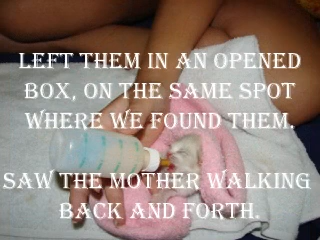 Left them in an opened
box, on the same spot
where we found them.
Saw the mother walking
back and forth.